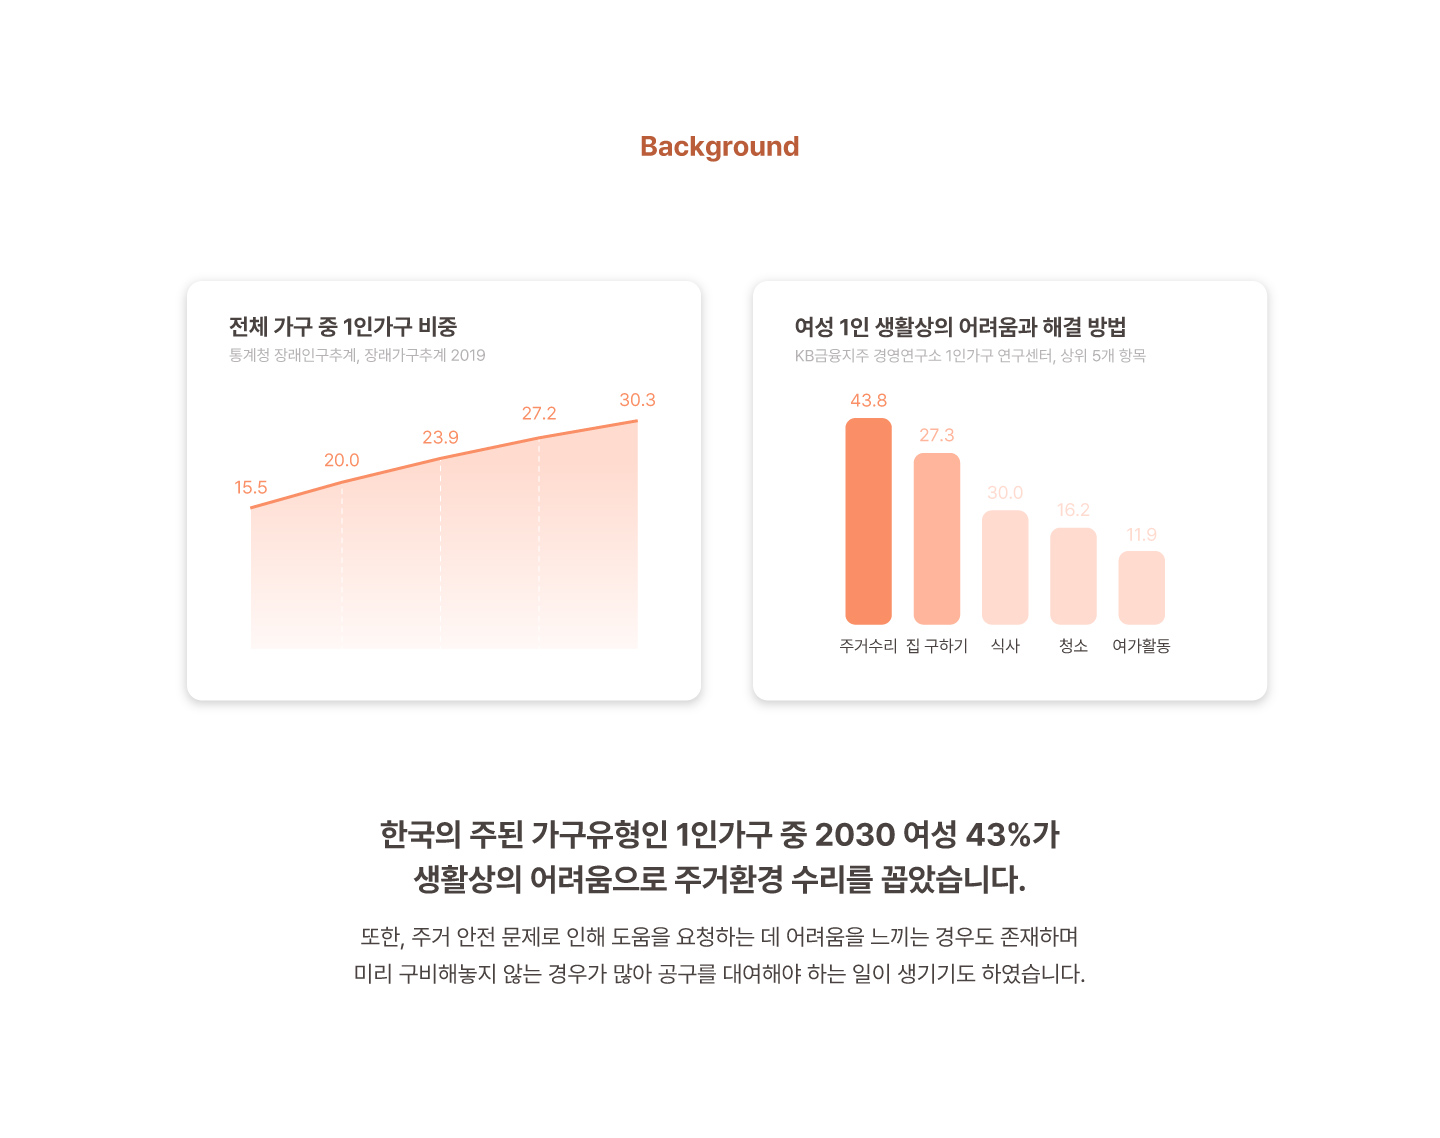 Background
전체 가구 중 1인가구 비중
통계청 장래인구추계, 장래가구추계 2019
15.5
20.0
23.9
27.2
30.3
여성 1인 생활상의 어려움과 해결 방법
KB금융지주 경영연구소 1인가구 연구센터, 상위 5개 항목
43.8
27.3
30.0
16.2
11.9
주거수리 집 구하기 식사 청소 여가활동
한국의 주된 가구유형인 1인가구 중 2030 여성 43%가
생활상의 어려움으로 주거환경 수리를 꼽았습니다.
또한, 주거 안전 문제로 인해 도움을 요청하는 데 어려움을 느끼는 경우도 존재하며
미리 구비해놓지 않는 경우가 많아 공구를 대여해야 하는 일이 생기기도 하였습니다.